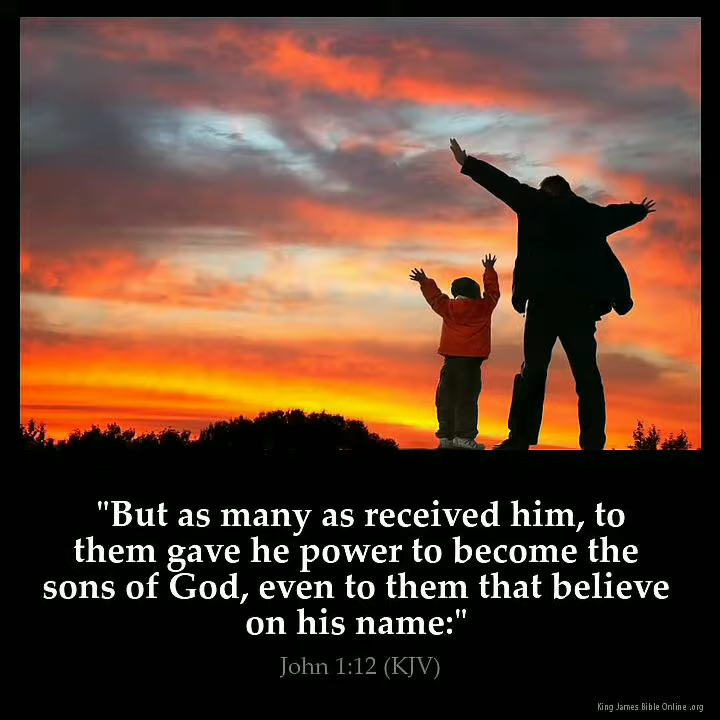 "But as many as received him, to
them gave he power to become the
sons of God, even to them that believe
on his name:"
John 1:12 (KJV)
King James Bible Online .org